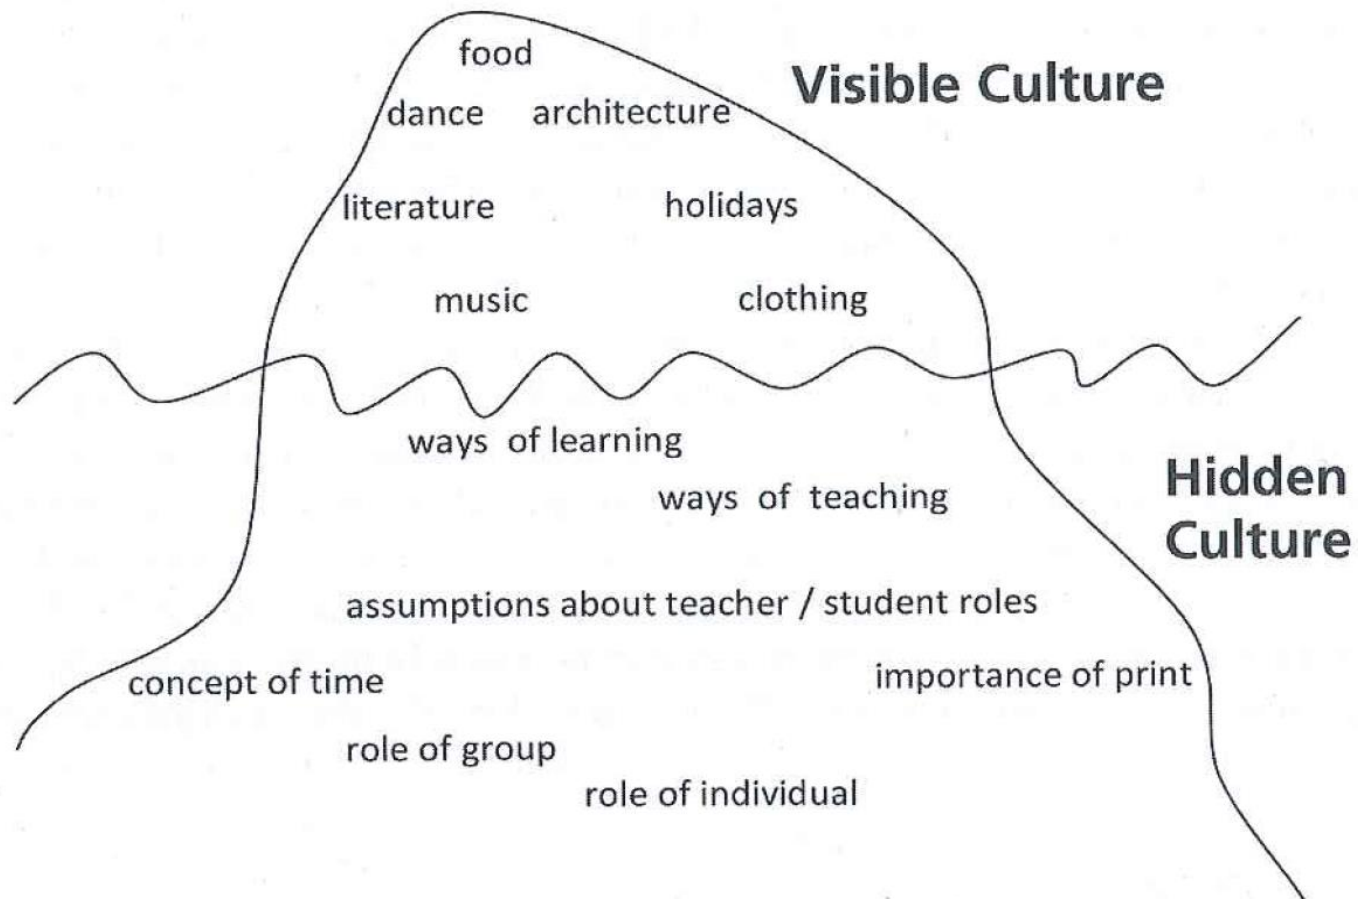 food
Visible Culture
dance architecture
literature holidays
music clothing
ways of learning
ways of teaching
Hidden
Culture
assumptions about teacher / student roles
concept of time importance of print
role of group
role of individual